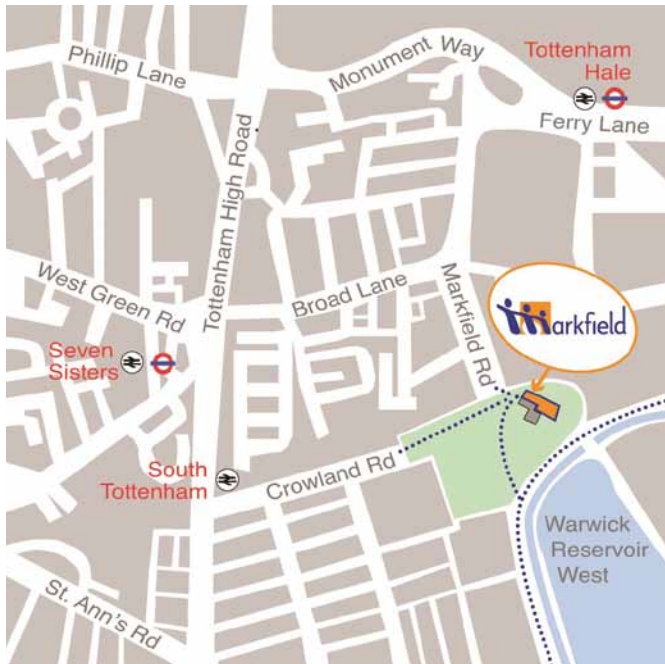 Phillip Lane
Monument Way
Tottenham
Hale
Ferry Lane
Tottenham High Road
West Green Rd
Broad Lane
Markfield Rd
markfield
Seven
Sisters
South
Tottenham
Crowland Rd
Warwick
Reservoir
West
St. Ann's Rd